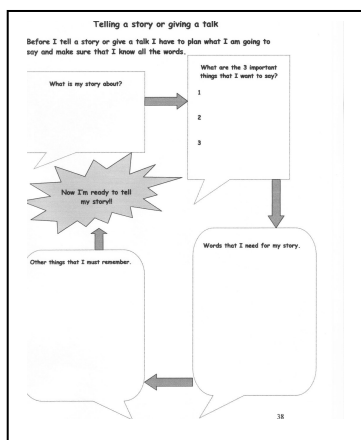 Telling a story or giving a talk
Before I tell a story or give a talk I have to plan what I am going to
say and make sure that I know all the words.
What is my story about?
What are the 3 important
things that I want to say?
1
2
3
Words that I need for my story.
Other things that I must remember.
Now I'm ready to tell
my story!!
38